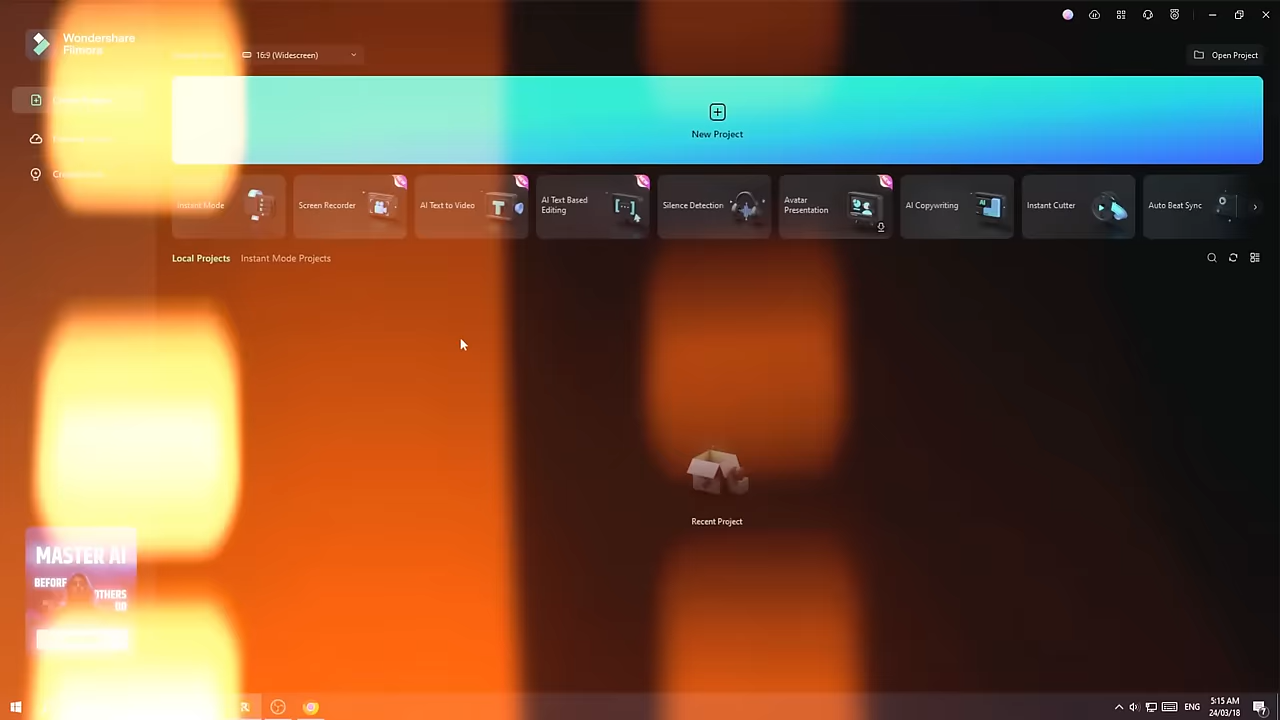 Wondershare
Filmora
16:9 (Widescreen)
Open Project
New Project
Instant Mode
Screen Recorder
AI Text to Video
AI Text Based
Editing
Silence Detection
Avatar
Presentation
AI Copywriting
Instant Cutter
Auto Beat Sync
Local Projects
Instant Mode Projects
Recent Project
MASTER AI
BEFORE
OTHERS
DO
ENG
5:15 AM
24/03/18